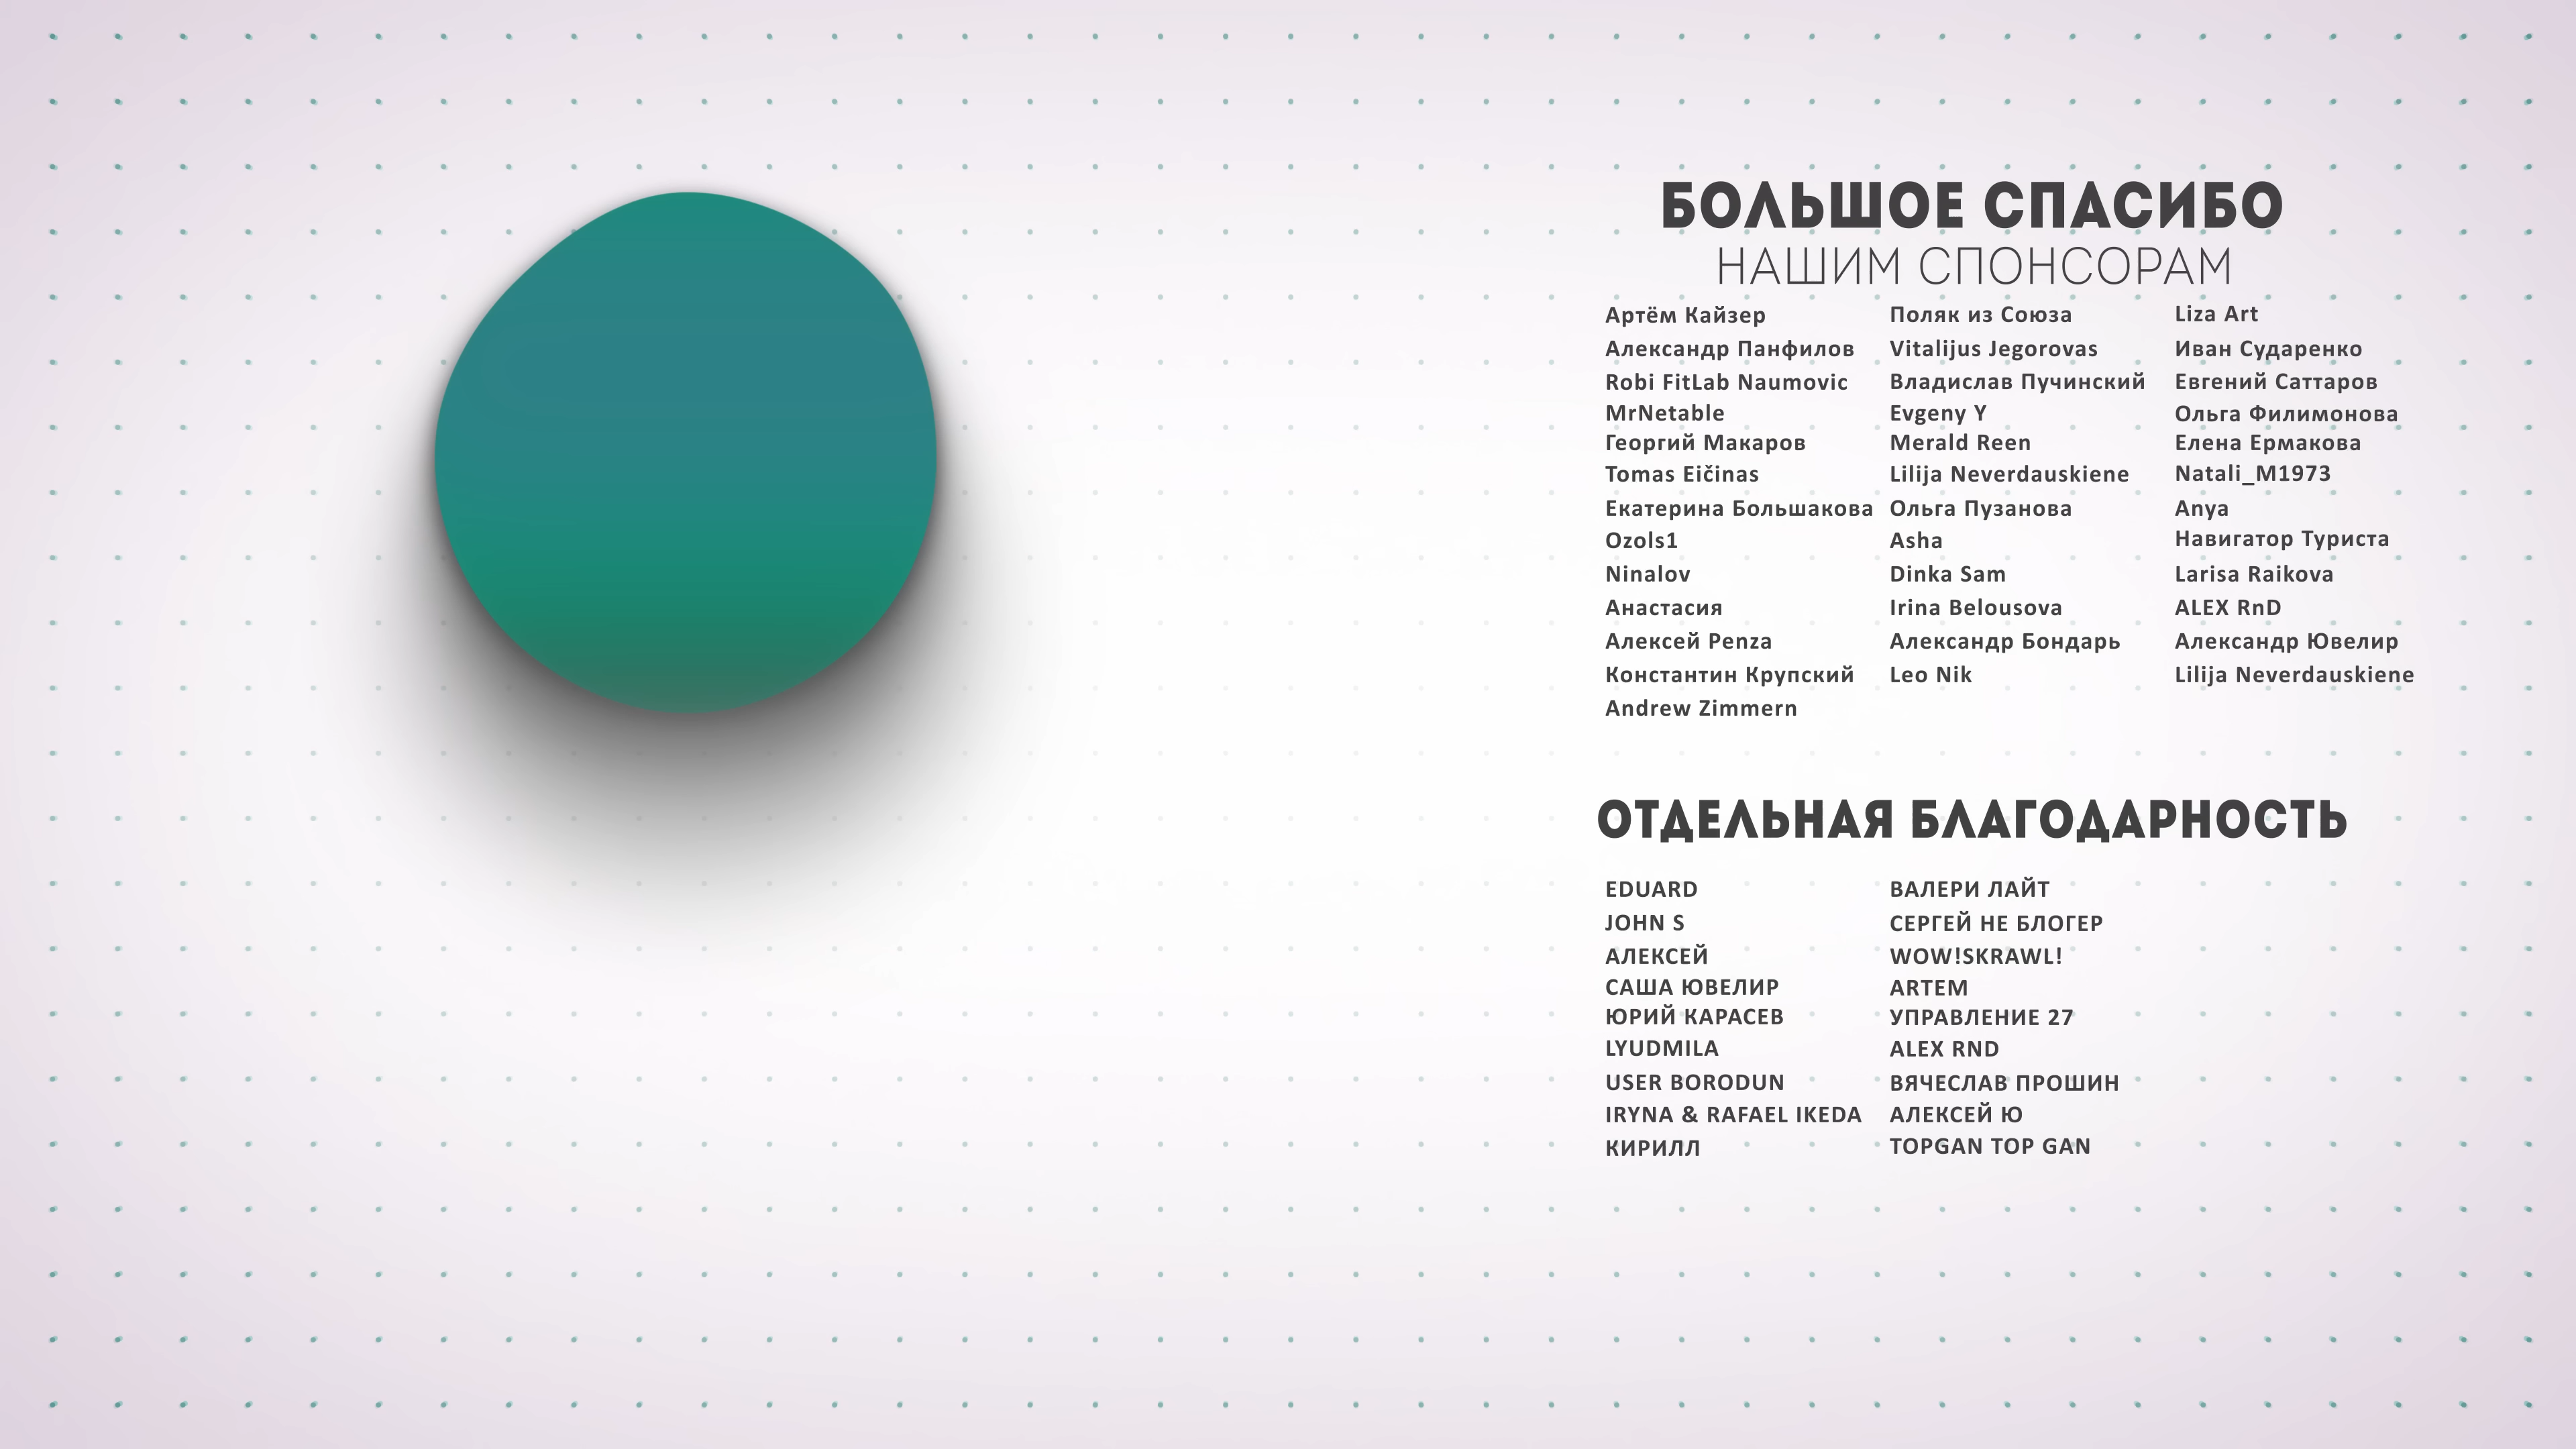 БОЛЬШОЕ СПАСИБО
НАШИМ СПОНСОРАМ
Артём Кайзер
Александр Панфилов
Robi FitLab Naumovic
MrNetable
Георгий Макаров
Tomas Eičinas
Екатерина Большакова
Ozols1
Ninalov
Анастасия
Алексей Penza
Константин Крупский
Andrew Zimmern
Поляк из Союза
Vitalijus Jegorovas
Владислав Пучинский
Evgeny Y
Merald Reen
Lilija Neverdauskiene
Ольга Пузанова
Asha
Dinka Sam
Irina Belousova
Александр Бондарь
Leo Nik
Liza Art
Иван Сударенко
Евгений Саттаров
Ольга Филимонова
Елена Ермакова
Natali_M1973
Anya
Навигатор Туриста
Larisa Raikova
ALEX RnD
Александр Ювелир
Lilija Neverdauskiene
ОТДЕЛЬНАЯ БЛАГОДАРНОСТЬ
EDUARD
JOHN S
АЛЕКСЕЙ
САША ЮВЕЛИР
ЮРИЙ КАРАСЕВ
LYUDMILA
USER BORODUN
IRYNA & RAFAEL IKEDA
КИРИЛЛ
ВАЛЕРИ ЛАЙТ
СЕРГЕЙ НЕ БЛОГЕР
WOW!SKRAWL!
ARTEM
УПРАВЛЕНИЕ 27
ALEX RND
ВЯЧЕСЛАВ ПРОШИН
АЛЕКСЕЙ Ю
TOPGAN TOP GAN